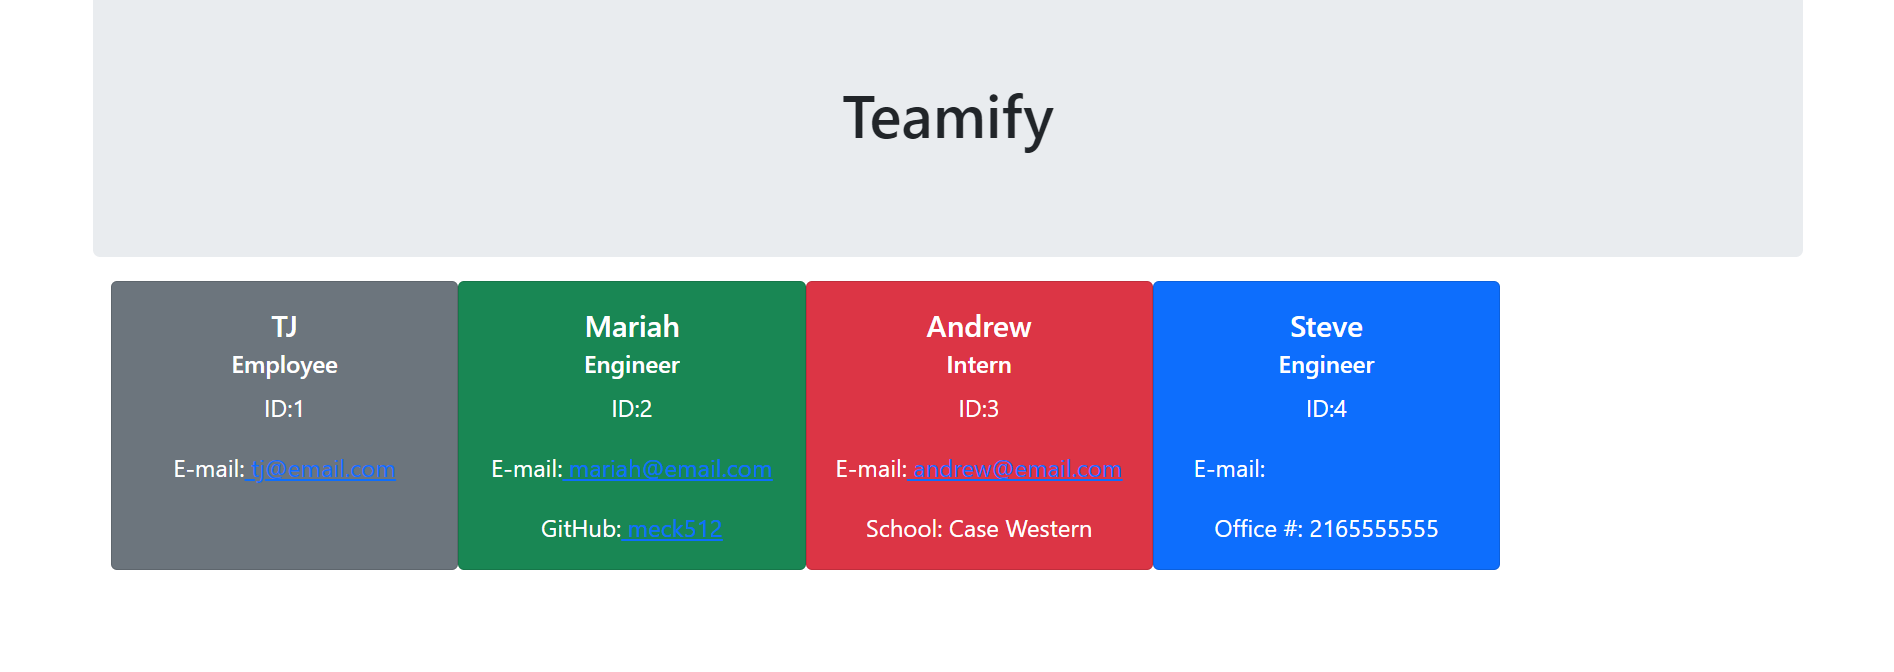 Teamify
TJ
Employee
ID:1
E-mail: tj@email.com
Mariah
Engineer
ID:2
E-mail: mariah@email.com
GitHub: meck512
Andrew
Intern
ID:3
E-mail: andrew@email.com
School: Case Western
Steve
Engineer
ID:4
E-mail:
Office #: 2165555555